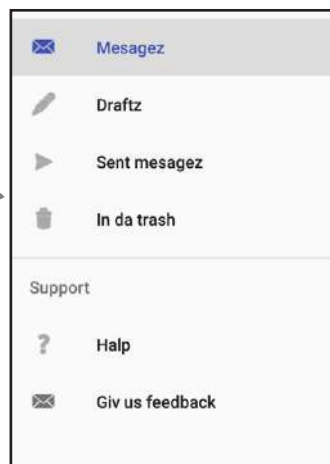 Mesagez
Draftz
Sent mesagez
In da trash
Support
Halp
Giv us feedback